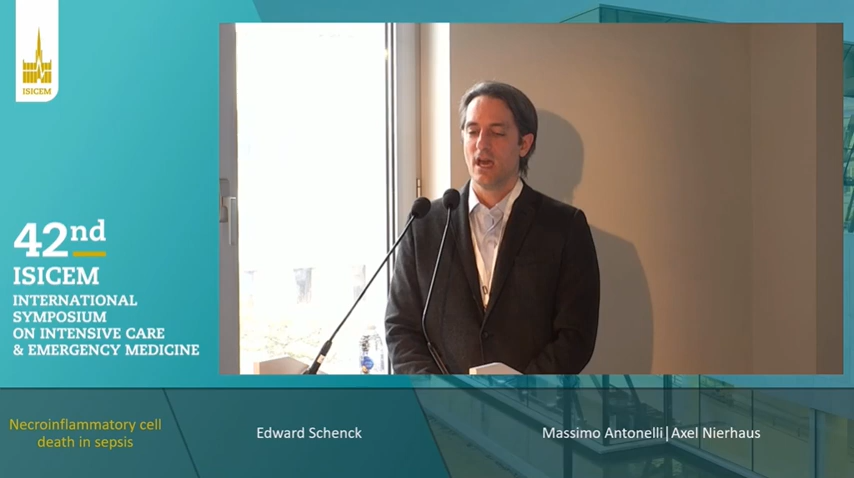 ISICEM
42nd
ISICEM
INTERNATIONAL
SYMPOSIUM
ON INTENSIVE CARE
& EMERGENCY MEDICINE
Necroinflammatory cell
death in sepsis
Edward Schenck
Massimo Antonelli|Axel Nierhaus